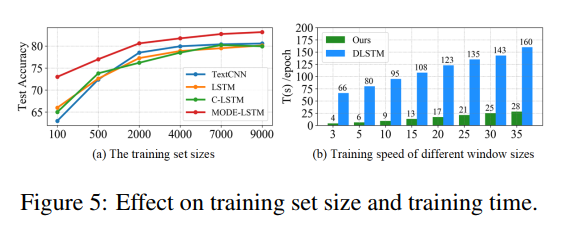 Test Accuracy
80
75
70
65
100 500 2000 4000 7000 9000
TextCNN
LSTM
C-LSTM
MODE-LSTM
(a) The training set sizes
T(s) /epoch
200
175
150
125
100
75
50
25
0
Ours
DLSTM
4 66 6 80 9 95 13 108 17 123 21 135 25 143 28 160
3 5 10 15 20 25 30 35
(b) Training speed of different window sizes
Figure 5: Effect on training set size and training time.